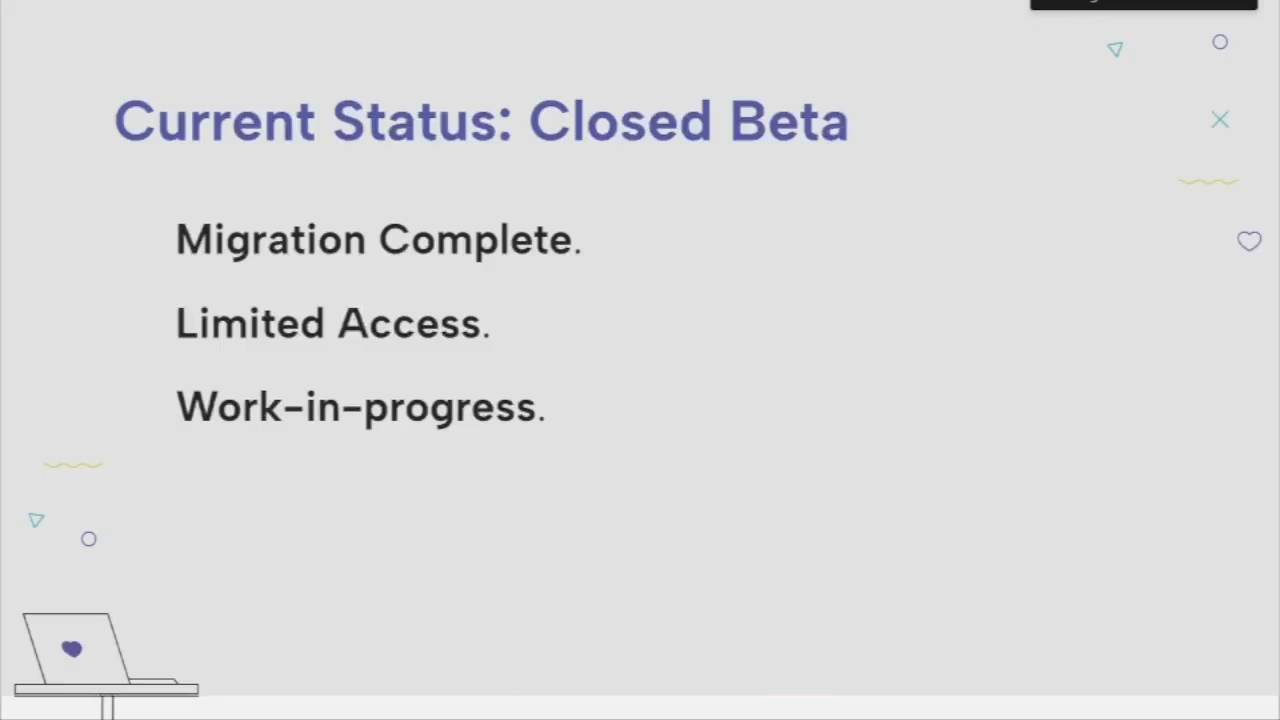 Current Status: Closed Beta
Migration Complete.
Limited Access.
Work-in-progress.